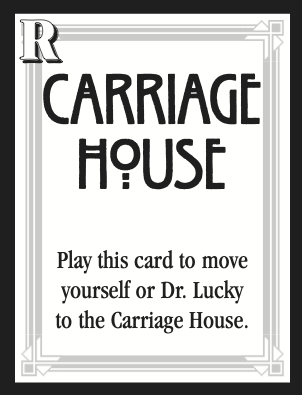 R
CARRIAGE
HOUSE
Play this card to move
yourself or Dr. Lucky
to the Carriage House.